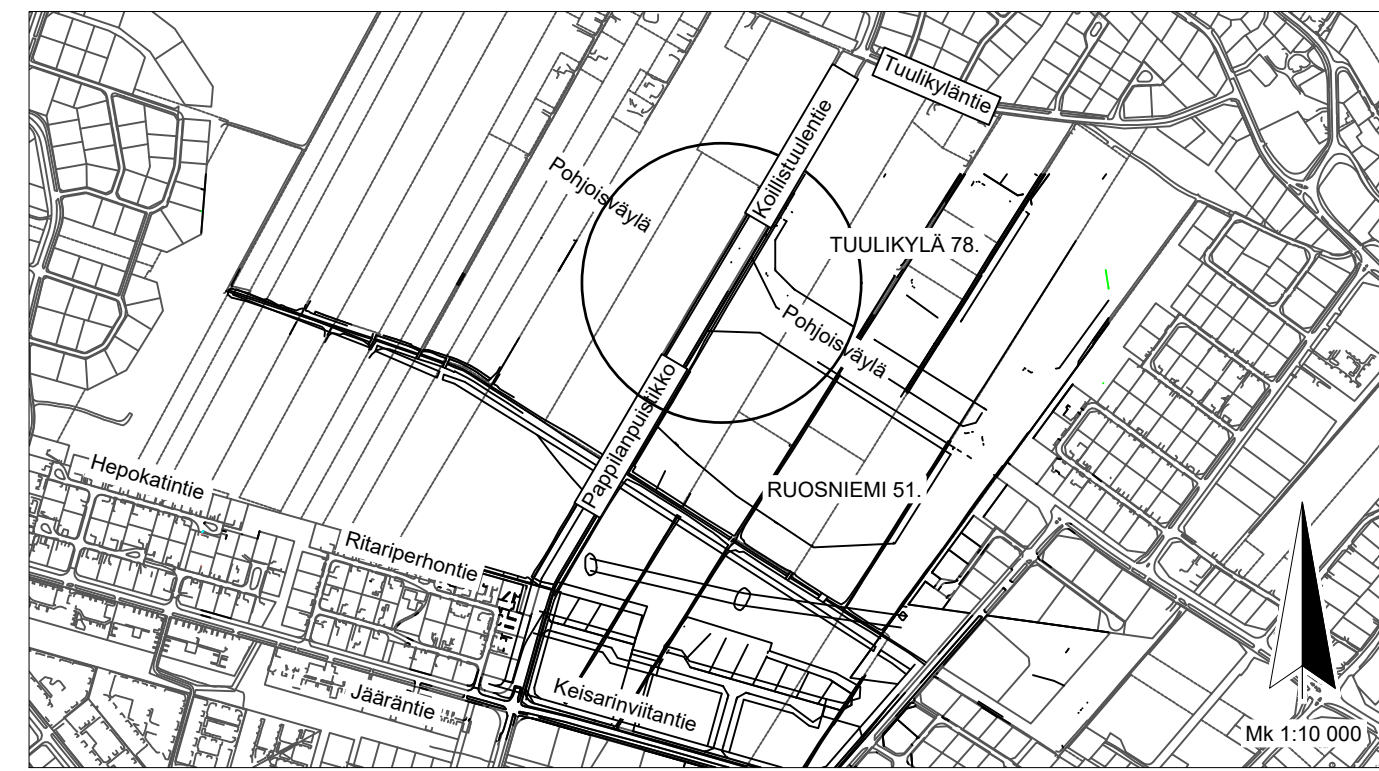 Tuulikyläntie
Koillistuulentie
Pohjoisväylä
TUULIKYLÄ 78.
Pohjoisväylä
Pappilanpuistikko
RUOSNIEMI 51.
Hepokatintie
Ritariperhontie
Keisarinviitantie
Jääräntie
Mk 1:10 000